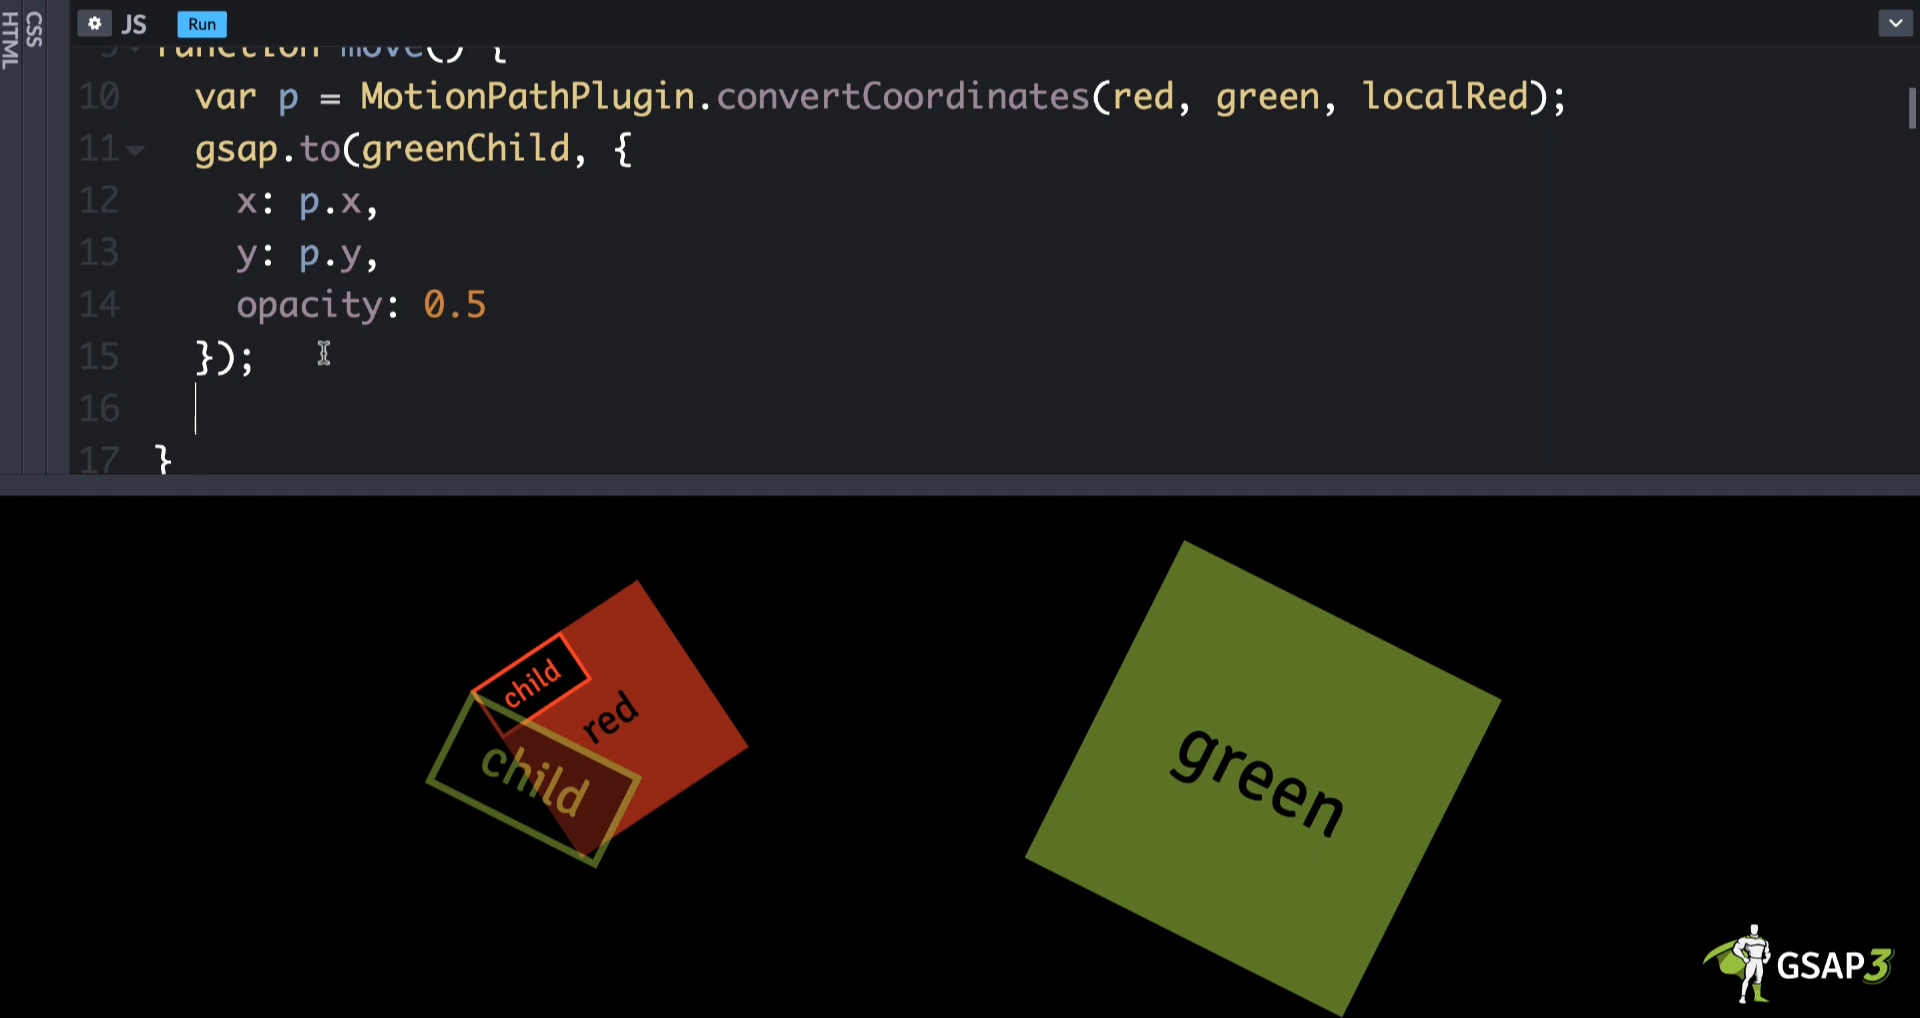 HTML
CSS
JS
Run
9 function move() {
10 var p = MotionPathPlugin.convertCoordinates(red, green, localRed);
11 gsap.to(greenChild, {
12 x: p.x,
13 y: p.y,
14 opacity: 0.5
15 });
16
17 }
child
red
child
green
GSAP3